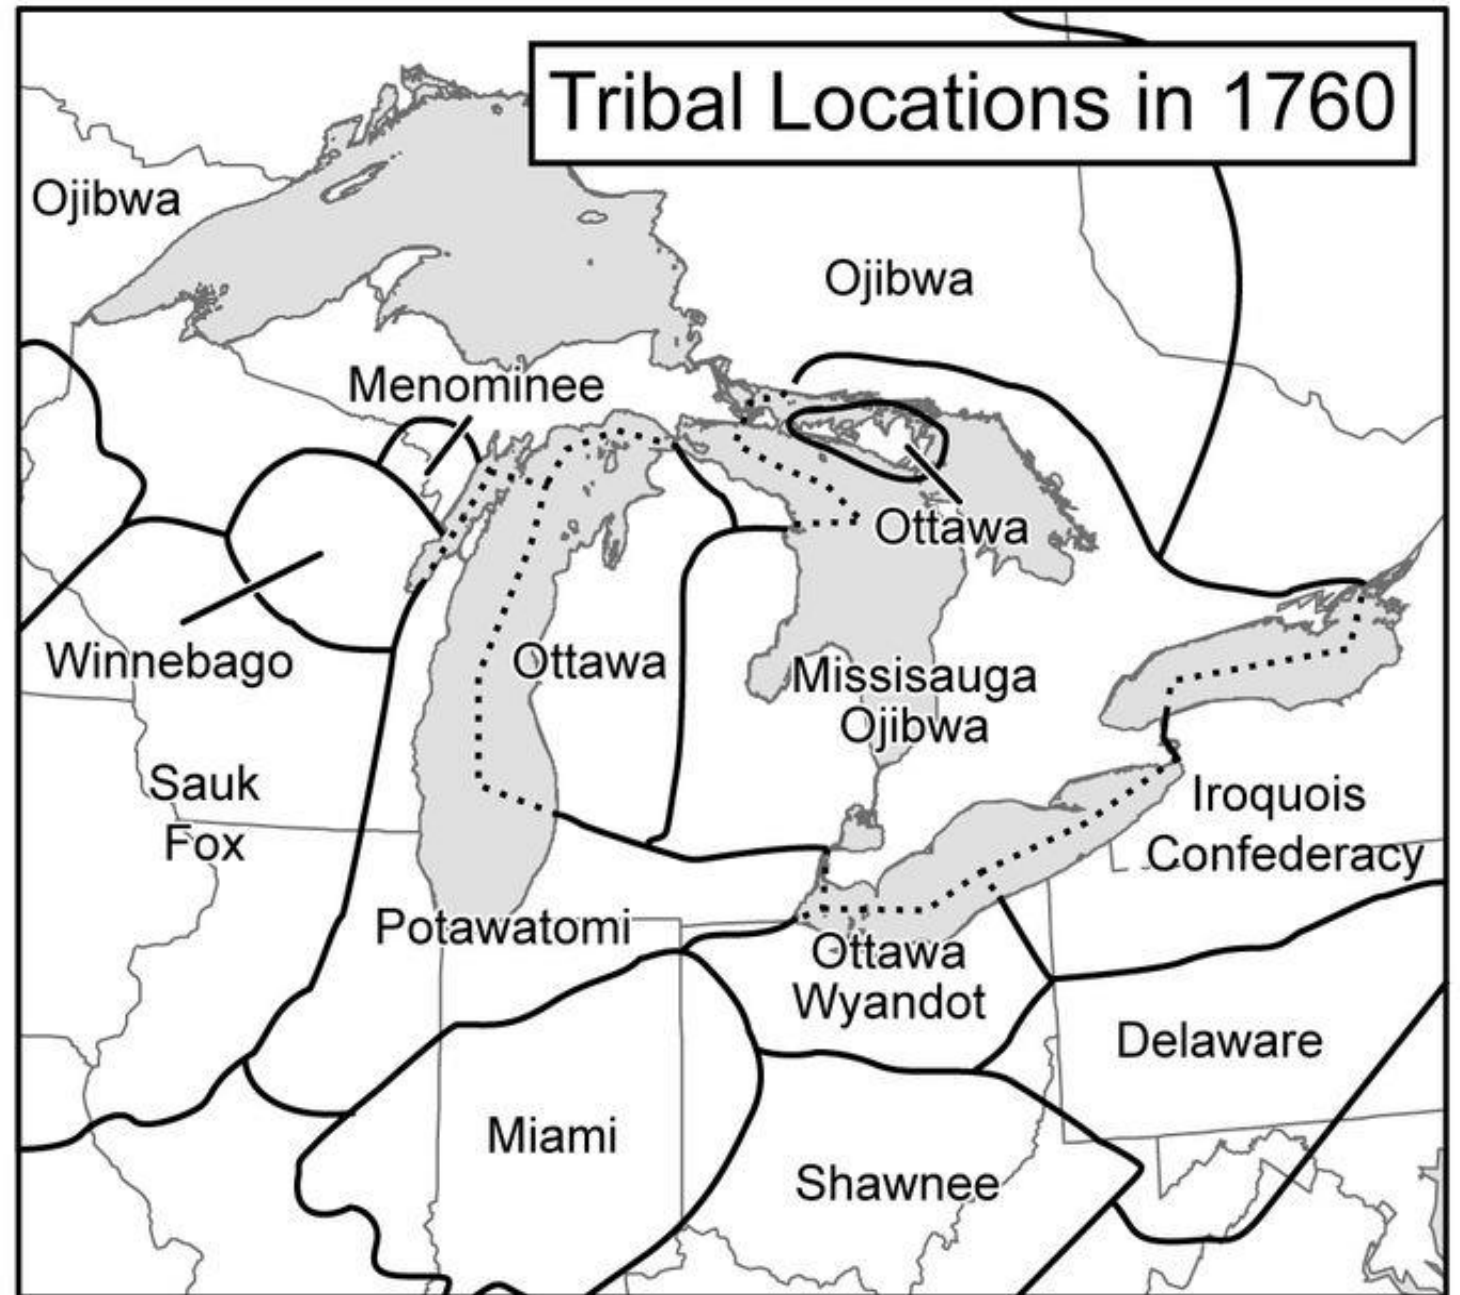 Tribal Locations in 1760
Ojibwa
Ojibwa
Menominee
Ottawa
Winnebago
Ottawa
Missisauga
Ojibwa
Sauk
Fox
Iroquois
Confederacy
Potawatomi
Ottawa
Wyandot
Delaware
Miami
Shawnee